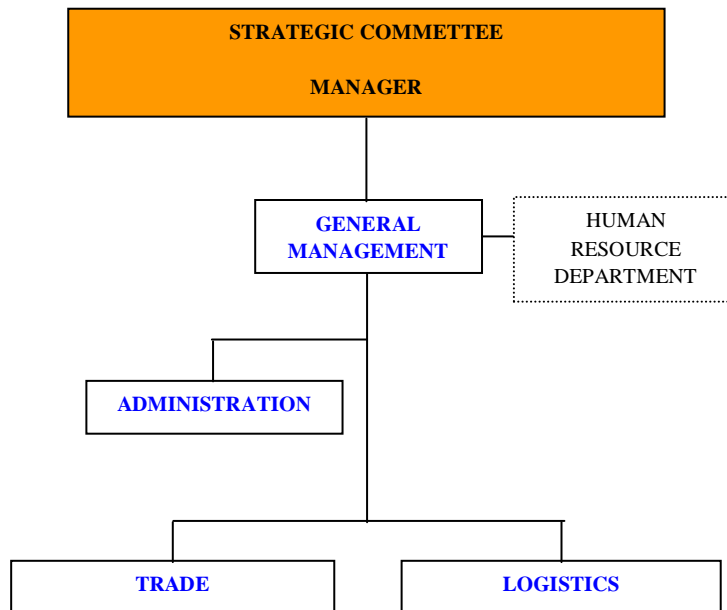 STRATEGIC COMMETTEE
MANAGER
GENERAL
MANAGEMENT
HUMAN
RESOURCE
DEPARTMENT
ADMINISTRATION
TRADE
LOGISTICS